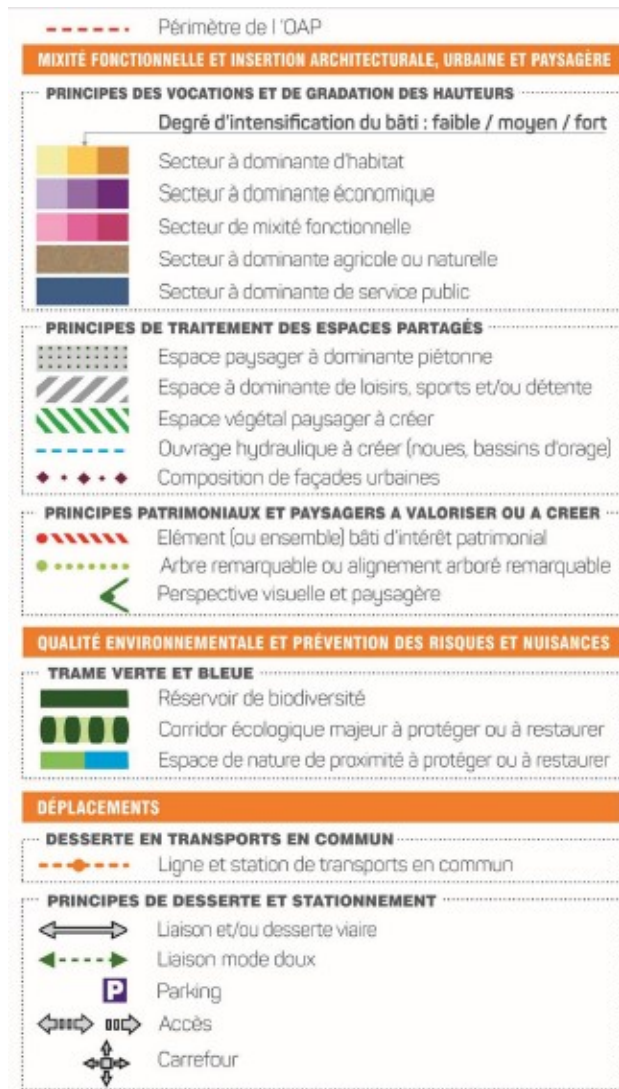 Périmètre de l'OAP
MIXITÉ FONCTIONNELLE ET INSERTION ARCHITECTURALE, URBAINE ET PAYSAGÈRE
PRINCIPES DES VOCATIONS ET DE GRADATION DES HAUTEURS
Degré d'intensification du bâti : faible / moyen / fort
Secteur à dominante d'habitat
Secteur à dominante économique
Secteur de mixité fonctionnelle
Secteur à dominante agricole ou naturelle
Secteur à dominante de service public
PRINCIPES DE TRAITEMENT DES ESPACES PARTAGÉS
Espace paysager à dominante piétonne
Espace à dominante de loisirs, sports et/ou détente
Espace végétal paysager à créer
Ouvrage hydraulique à créer (noues, bassins d'orage)
Composition de façades urbaines
PRINCIPES PATRIMONIAUX ET PAYSAGERS A VALORISER OU A CREER
Elément (ou ensemble) bâti d'intérêt patrimonial
Arbre remarquable ou alignement arboré remarquable
Perspective visuelle et paysagère
QUALITÉ ENVIRONNEMENTALE ET PRÉVENTION DES RISQUES ET NUISANCES
TRAME VERTE ET BLEUE
Réservoir de biodiversité
Corridor écologique majeur à protéger ou à restaurer
Espace de nature de proximité à protéger ou à restaurer
DÉPLACEMENTS
DESSERTE EN TRANSPORTS EN COMMUN
Ligne et station de transports en commun
PRINCIPES DE DESSERTE ET STATIONNEMENT
Liaison et/ou desserte viaire
Liaison mode doux
P Parking
Accès
Carrefour